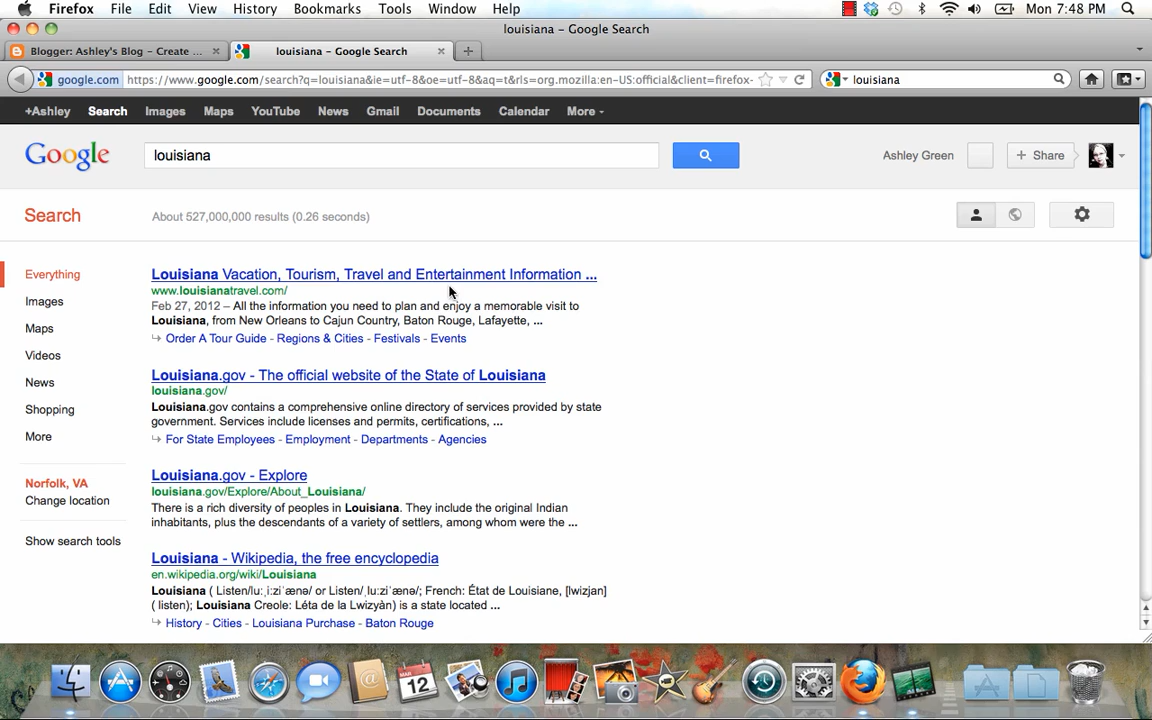 Firefox File Edit View History Bookmarks Tools Window Help Mon 7:48 PM
louisiana – Google Search
Blogger: Ashley's Blog - Create ... louisiana – Google Search
google.com https://www.google.com/search?q=louisiana&ie=utf-8&oe=utf-8&aq=t&rls=org.mozilla:en-US:official&client=firefox- louisiana
+Ashley Search Images Maps YouTube News Gmail Documents Calendar More
Google louisiana Ashley Green + Share
Search About 527,000,000 results (0.26 seconds)
Everything
Images
Maps
Videos
News
Shopping
More
Norfolk, VA
Change location
Show search tools
Louisiana Vacation, Tourism, Travel and Entertainment Information ...
www.louisianatravel.com/
Feb 27, 2012 – All the information you need to plan and enjoy a memorable visit to
Louisiana, from New Orleans to Cajun Country, Baton Rouge, Lafayette, ...
Order A Tour Guide - Regions & Cities - Festivals - Events
Louisiana.gov - The official website of the State of Louisiana
louisiana.gov/
Louisiana.gov contains a comprehensive online directory of services provided by state
government. Services include licenses and permits, certifications, ...
For State Employees - Employment - Departments - Agencies
Louisiana.gov - Explore
louisiana.gov/Explore/About_Louisiana/
There is a rich diversity of peoples in Louisiana. They include the original Indian
inhabitants, plus the descendants of a variety of settlers, among whom were the ...
Louisiana - Wikipedia, the free encyclopedia
en.wikipedia.org/wiki/Louisiana
Louisiana ( Listen/luːˌiːziˈænə/ or Listen/ˌluːziˈænə/; French: État de Louisiane, [lwizjan]
( listen); Louisiana Creole: Léta de la Lwizyàn) is a state located ...
History - Cities - Louisiana Purchase - Baton Rouge
12